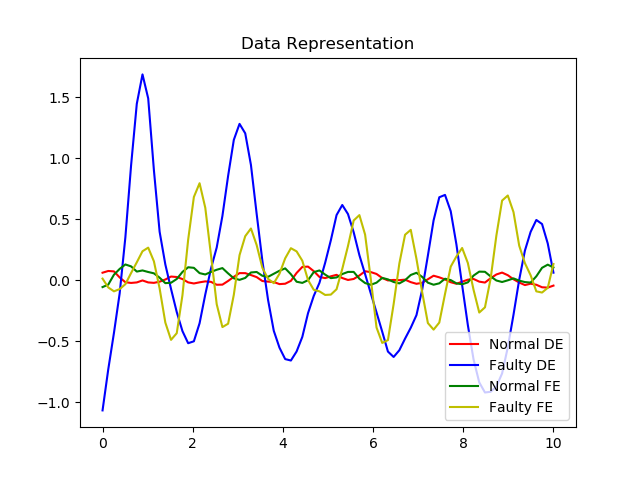 Data Representation
1.5
1.0
0.5
0.0
−0.5
−1.0
Normal DE
Faulty DE
Normal FE
Faulty FE
0 2 4 6 8 10